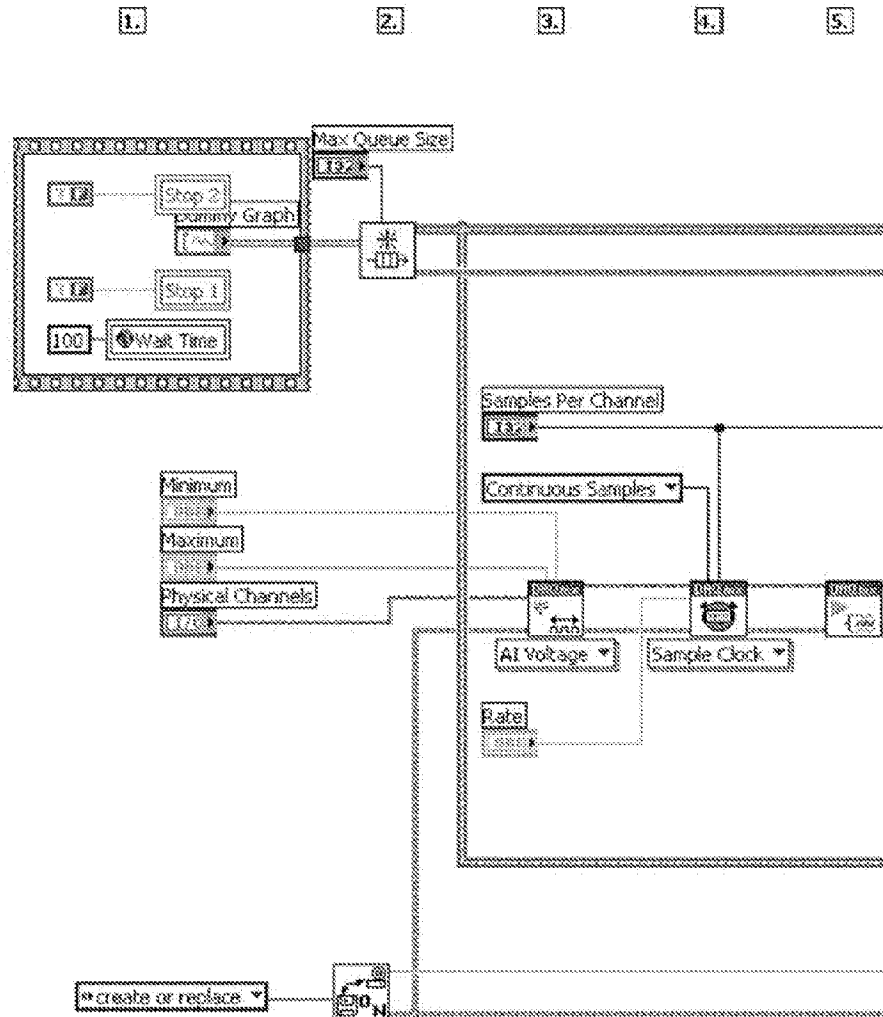 1. 2. 3. 4. 5.
Max Queue Size
I32
Stop 2
Dummy Graph
Stop 1
100 Wait Time
Samples Per Channel
I32
Continuous Samples
Minimum
Maximum
Physical Channels
AI Voltage Sample Clock
Rate
create or replace